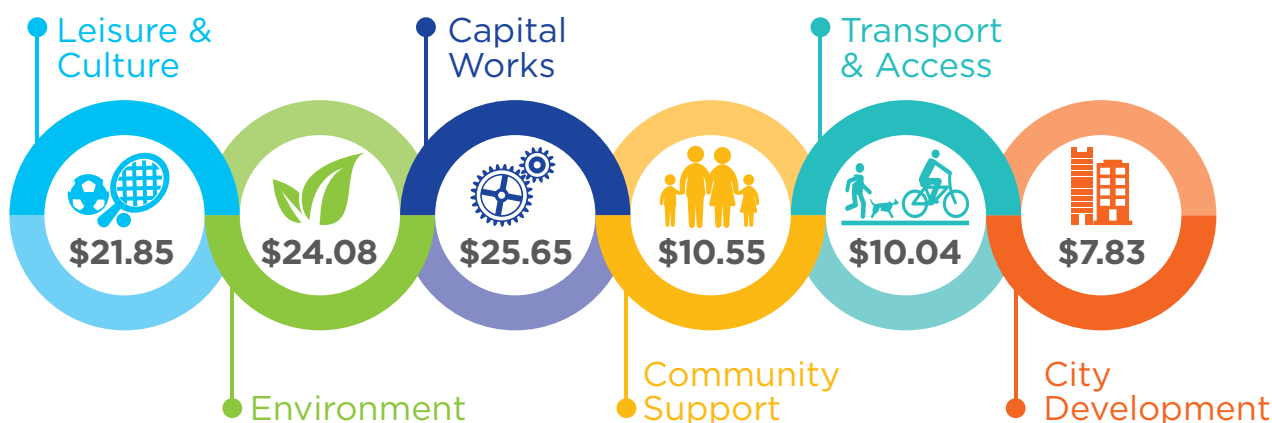 Leisure &
Culture
Capital
Works
Transport
& Access
$21.85
$24.08
$25.65
$10.55
$10.04
$7.83
Environment
Community
Support
City
Development